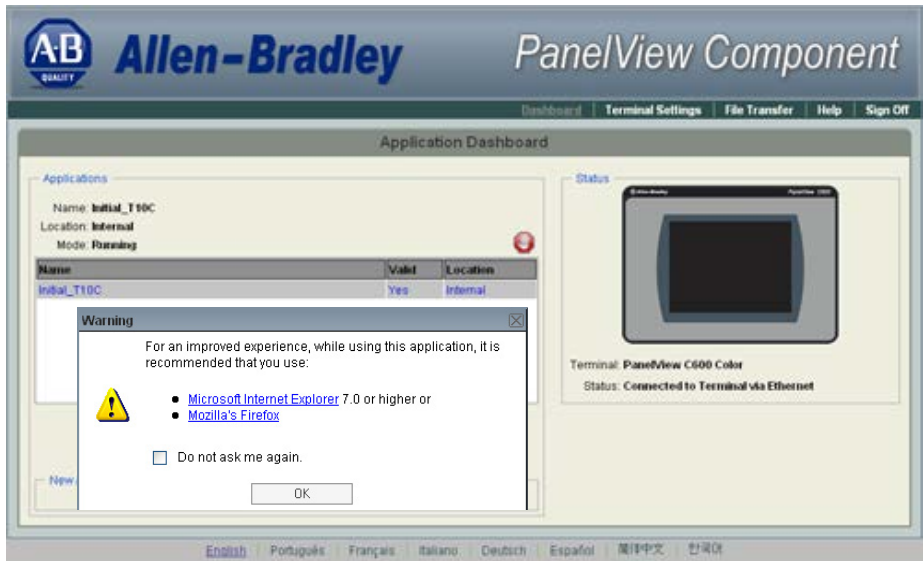 A·B
QUALITY
Allen-Bradley
PanelView Component
Dashboard
Terminal Settings
File Transfer
Help
Sign Off
Application Dashboard
Applications
Name: Initial_T10C
Location: Internal
Mode: Running
Name
Valid
Location
Initial_T10C
Yes
Internal
Status
Allen-Bradley
PanelView C600
Terminal: PanelView C600 Color
Status: Connected to Terminal via Ethernet
Warning
For an improved experience, while using this application, it is
recommended that you use:
Microsoft Internet Explorer 7.0 or higher or
Mozilla's Firefox
Do not ask me again.
OK
New
English
Português
Français
Italiano
Deutsch
Español
简体中文
한국어